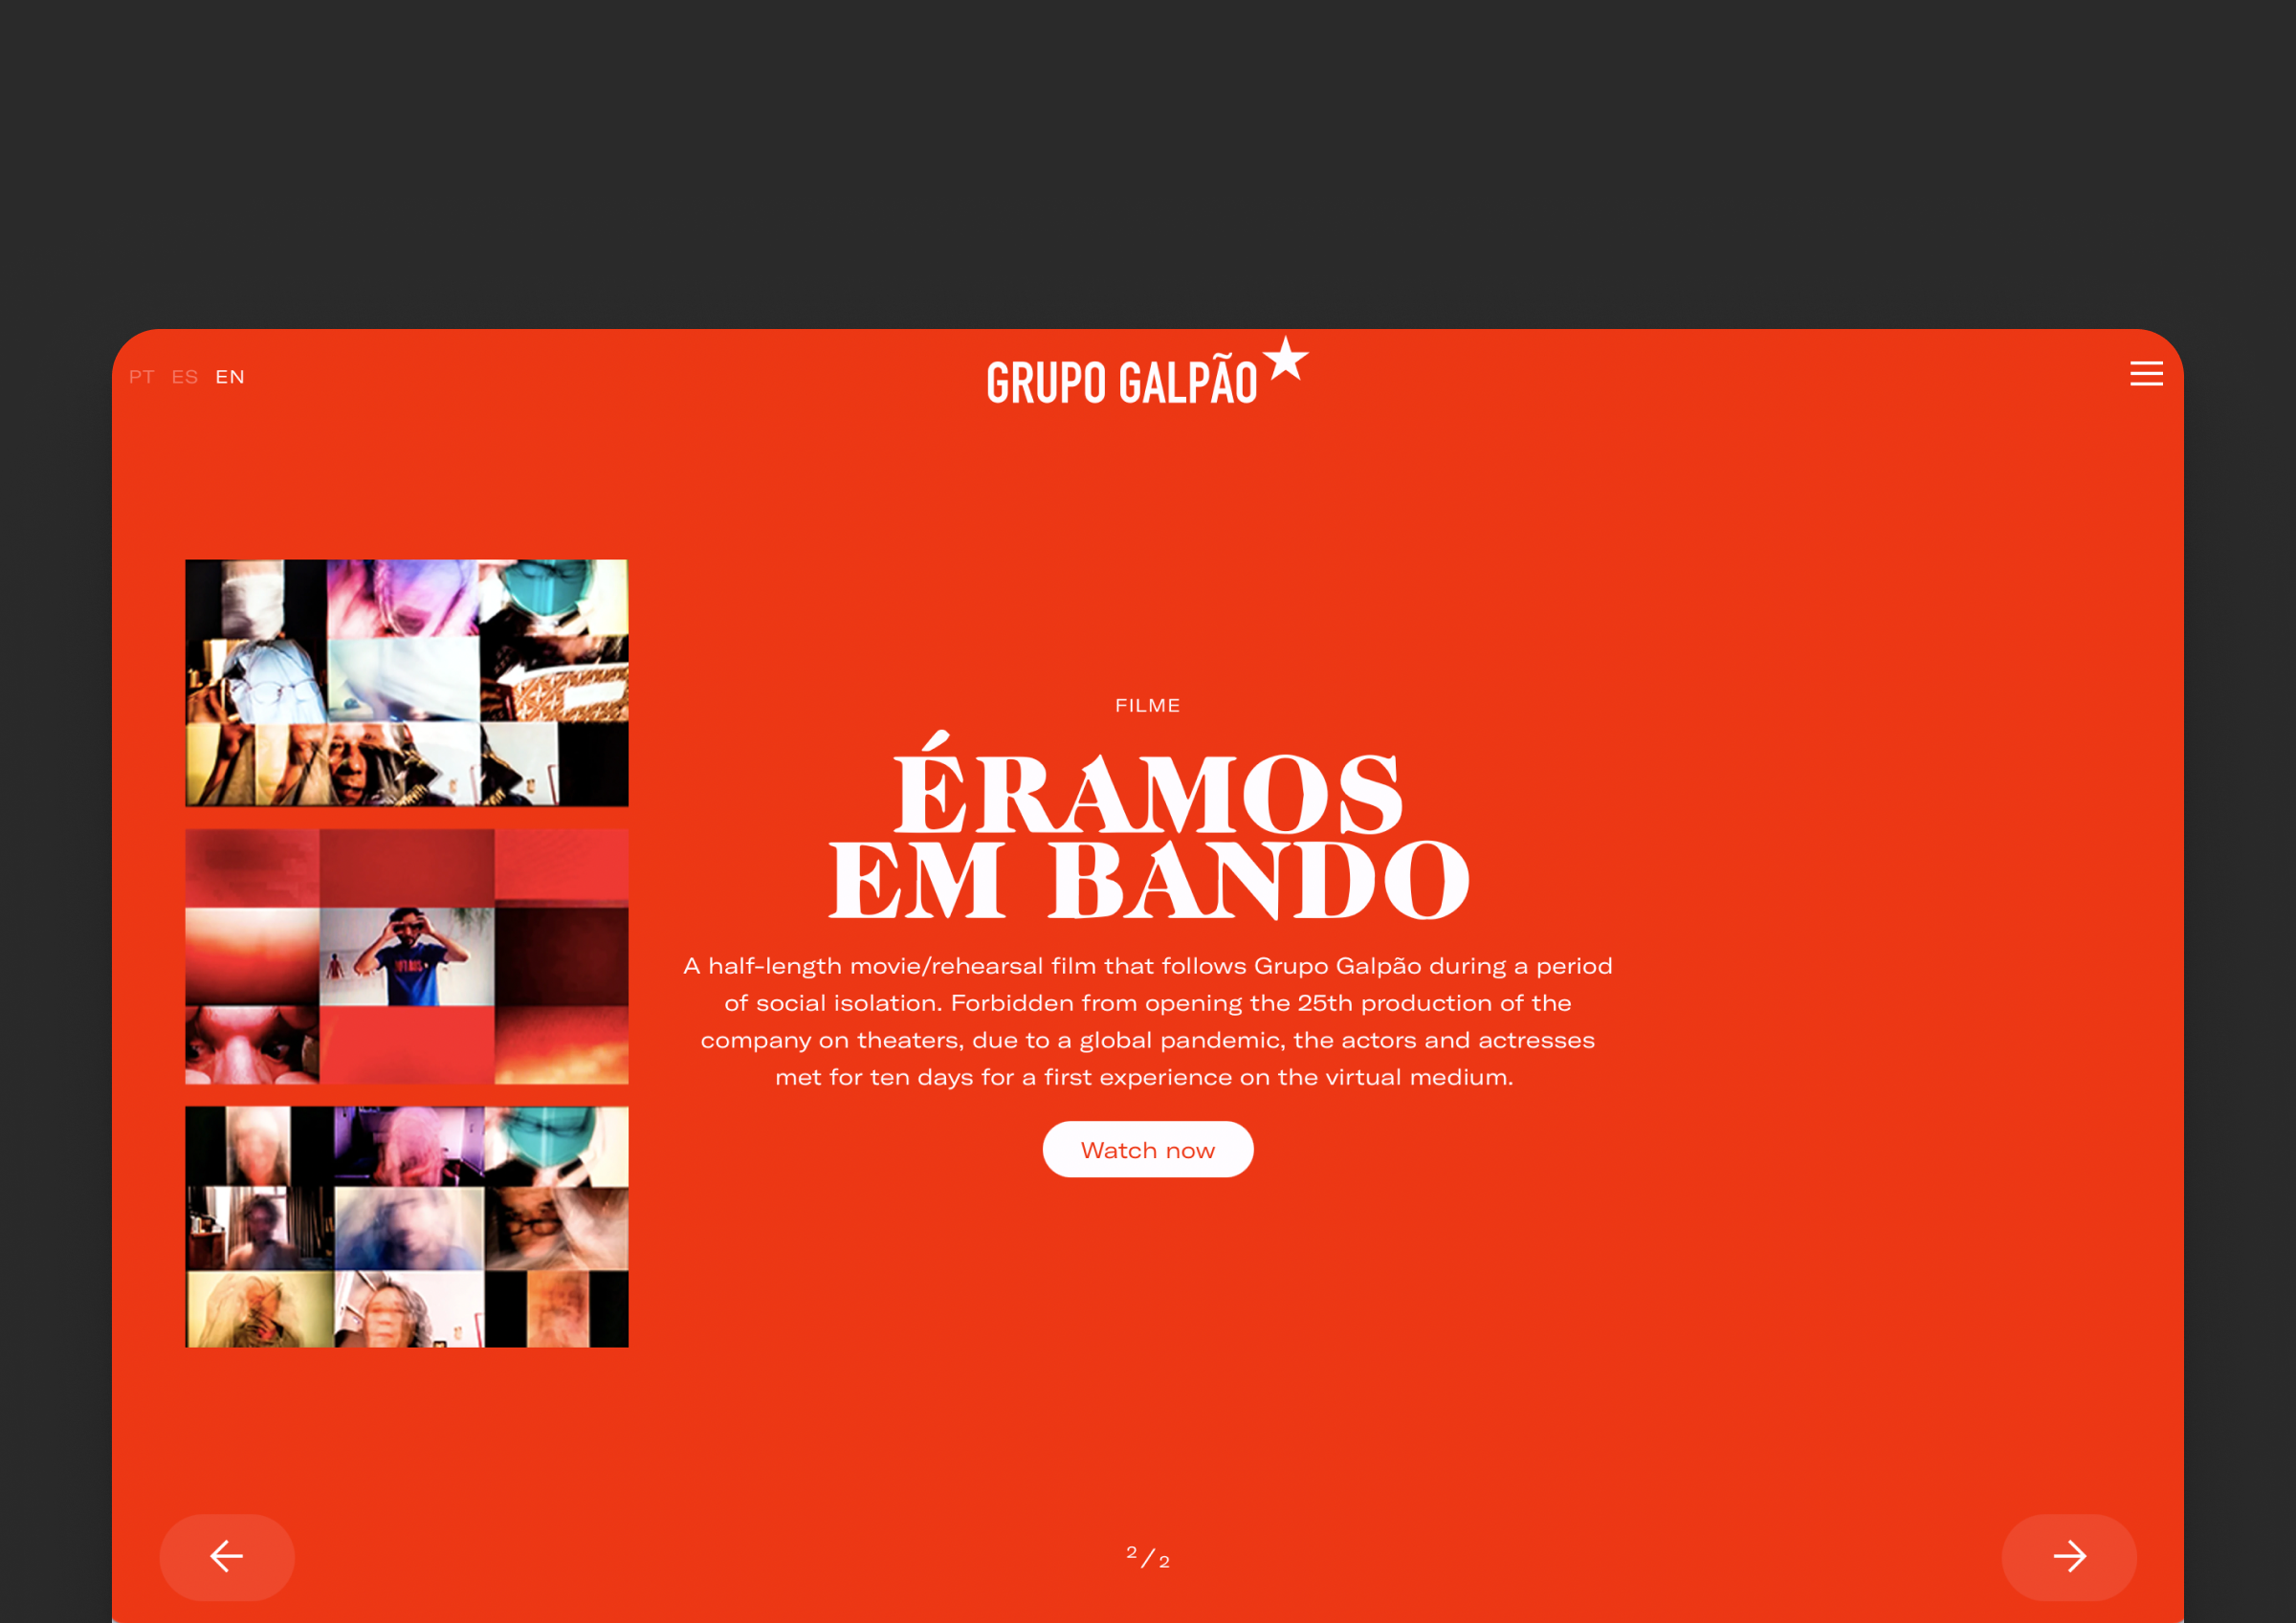 PT ES EN
GRUPO GALPÃO
FILME
ÉRAMOS
EM BANDO
A half-length movie/rehearsal film that follows Grupo Galpão during a period
of social isolation. Forbidden from opening the 25th production of the
company on theaters, due to a global pandemic, the actors and actresses
met for ten days for a first experience on the virtual medium.
Watch now
2/2